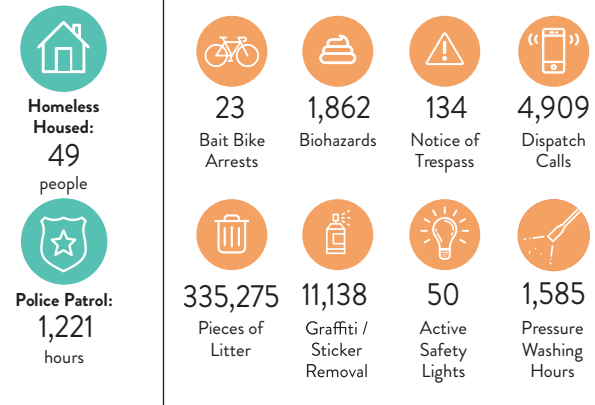 Homeless
Housed:
49
people
Police Patrol:
1,221
hours
23
Bait Bike
Arrests
1,862
Biohazards
134
Notice of
Trespass
4,909
Dispatch
Calls
335,275
Pieces of
Litter
11,138
Graffiti /
Sticker
Removal
50
Active
Safety
Lights
1,585
Pressure
Washing
Hours